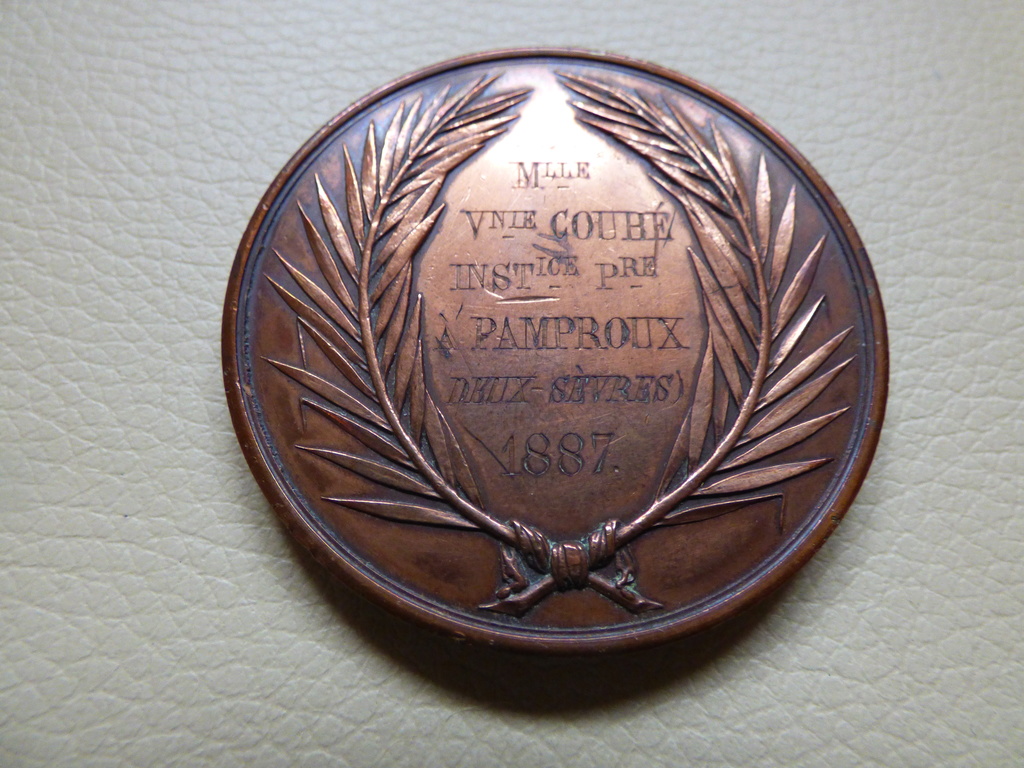 MLLE
VNIE COURÉ
INSTICE PRE
À PAMPROUX
DEUX-SÈVRES)
1887.